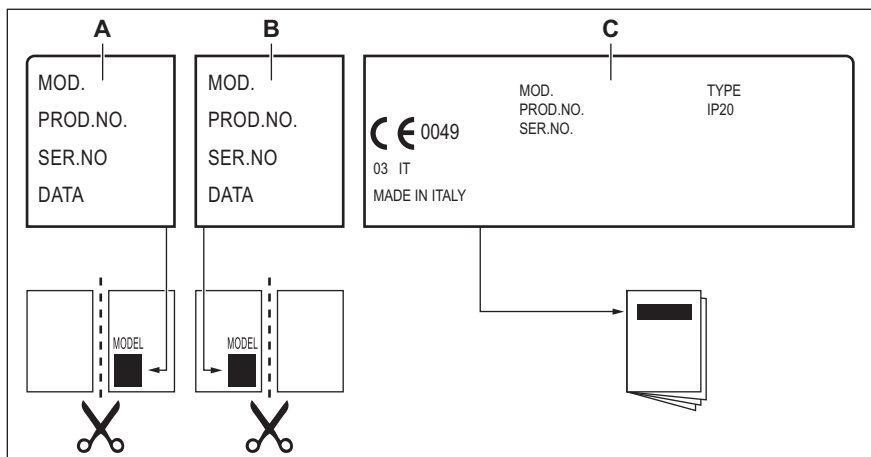 A
B
C
MOD.
PROD.NO.
SER.NO
DATA
MOD.
PROD.NO.
SER.NO
DATA
MOD.
PROD.NO.
SER.NO.
TYPE
IP20
CE 0049
03 IT
MADE IN ITALY
MODEL
MODEL